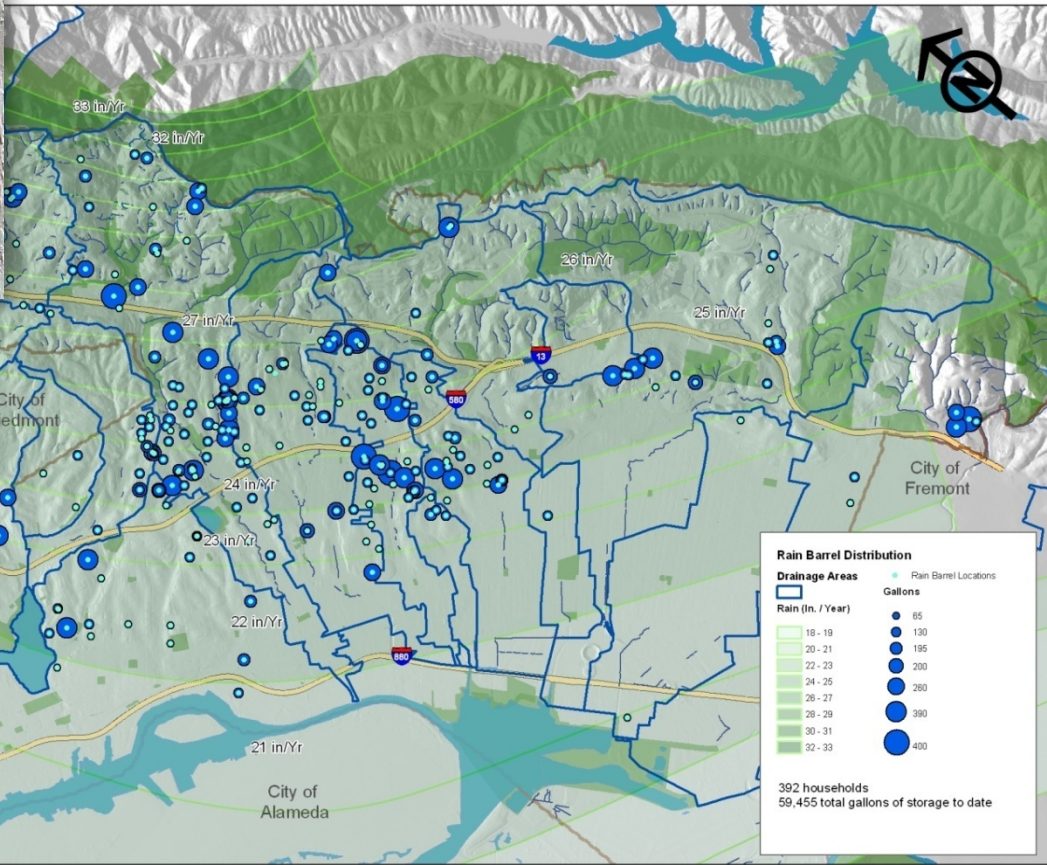 33 in/Yr
32 in/Yr
N
26 in/Yr
25 in/Yr
27 in/Yr
13
580
City of
edmont
City of
Fremont
24 in/Yr
23 in/Yr
22 in/Yr
880
21 in/Yr
City of
Alameda
Rain Barrel Distribution
Drainage Areas
Rain Barrel Locations
Rain (In. / Year)
18 - 19
20 - 21
22 - 23
24 - 25
26 - 27
28 - 29
30 - 31
32 - 33
Gallons
65
130
195
200
260
390
400
392 households
59,455 total gallons of storage to date